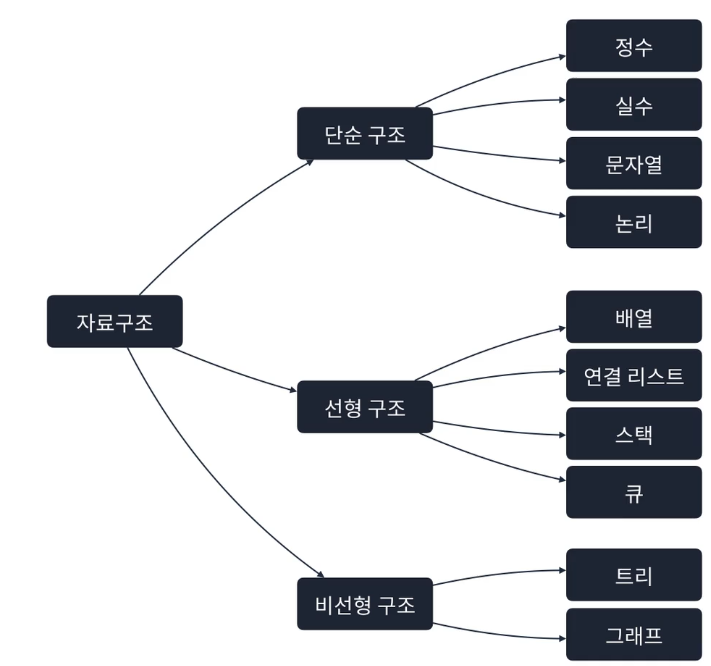 자료구조
단순 구조
정수
실수
문자열
논리
선형 구조
배열
연결 리스트
스택
큐
비선형 구조
트리
그래프